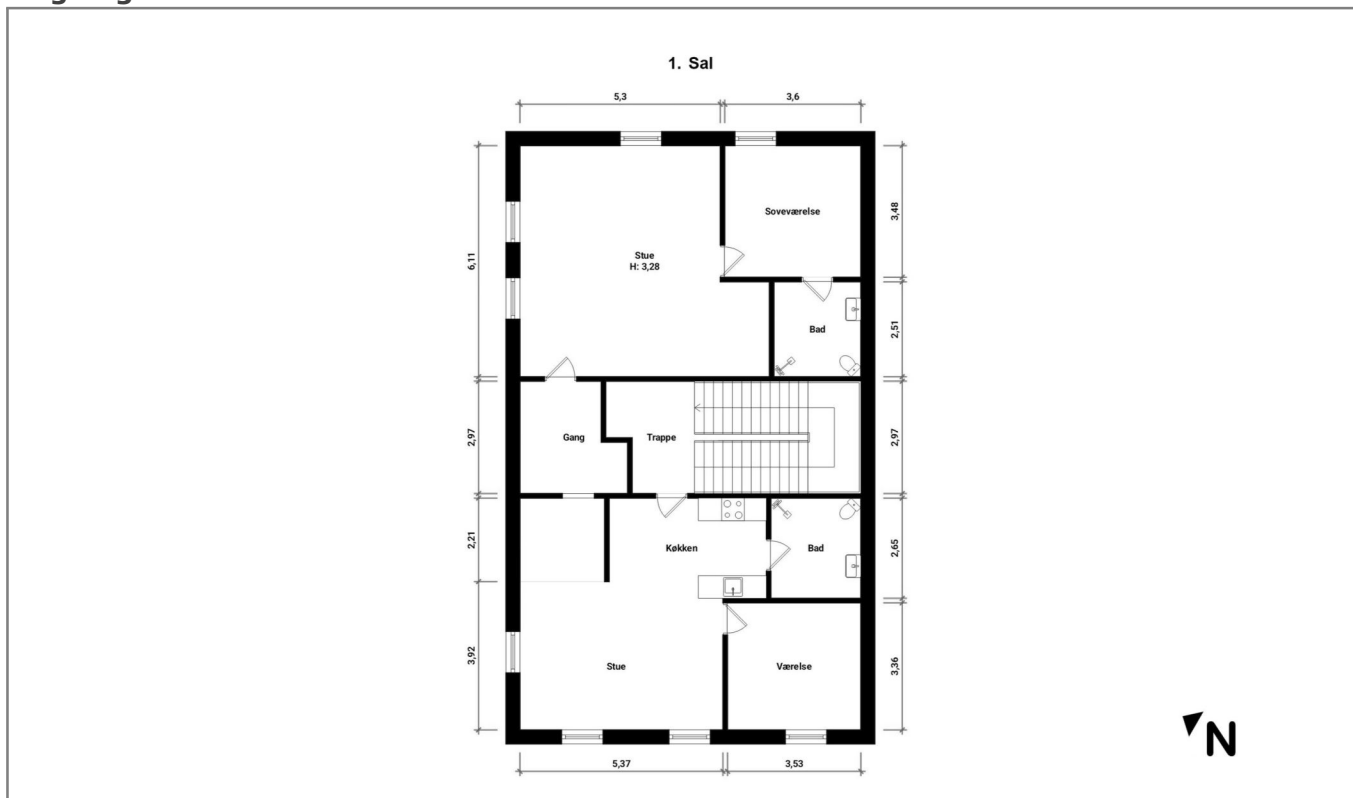 1. Sal
5,3
3,6
6,11
3,48
Soveværelse
Stue
H: 3,28
2,51
Bad
2,97
Gang
Trappe
2,97
2,21
Køkken
Bad
2,65
3,92
Stue
Værelse
3,36
N
5,37
3,53